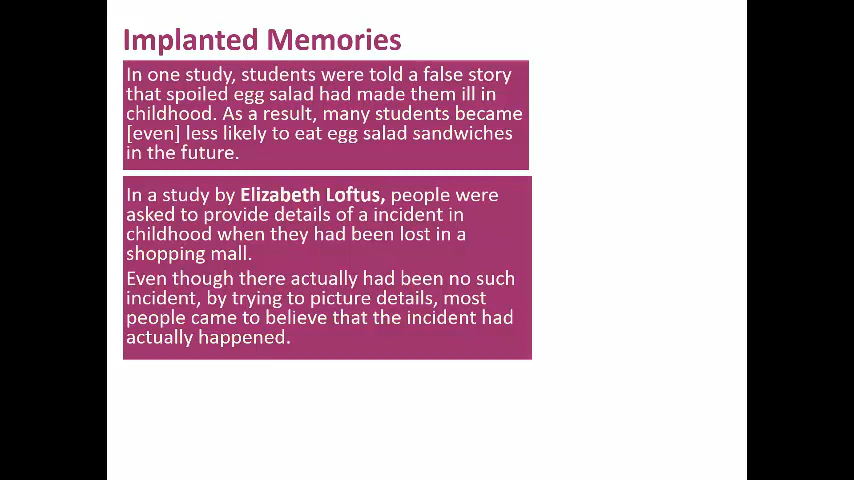 Implanted Memories
In one study, students were told a false story
that spoiled egg salad had made them ill in
childhood. As a result, many students became
[even] less likely to eat egg salad sandwiches
in the future.
In a study by Elizabeth Loftus, people were
asked to provide details of a incident in
childhood when they had been lost in a
shopping mall.
Even though there actually had been no such
incident, by trying to picture details, most
people came to believe that the incident had
actually happened.